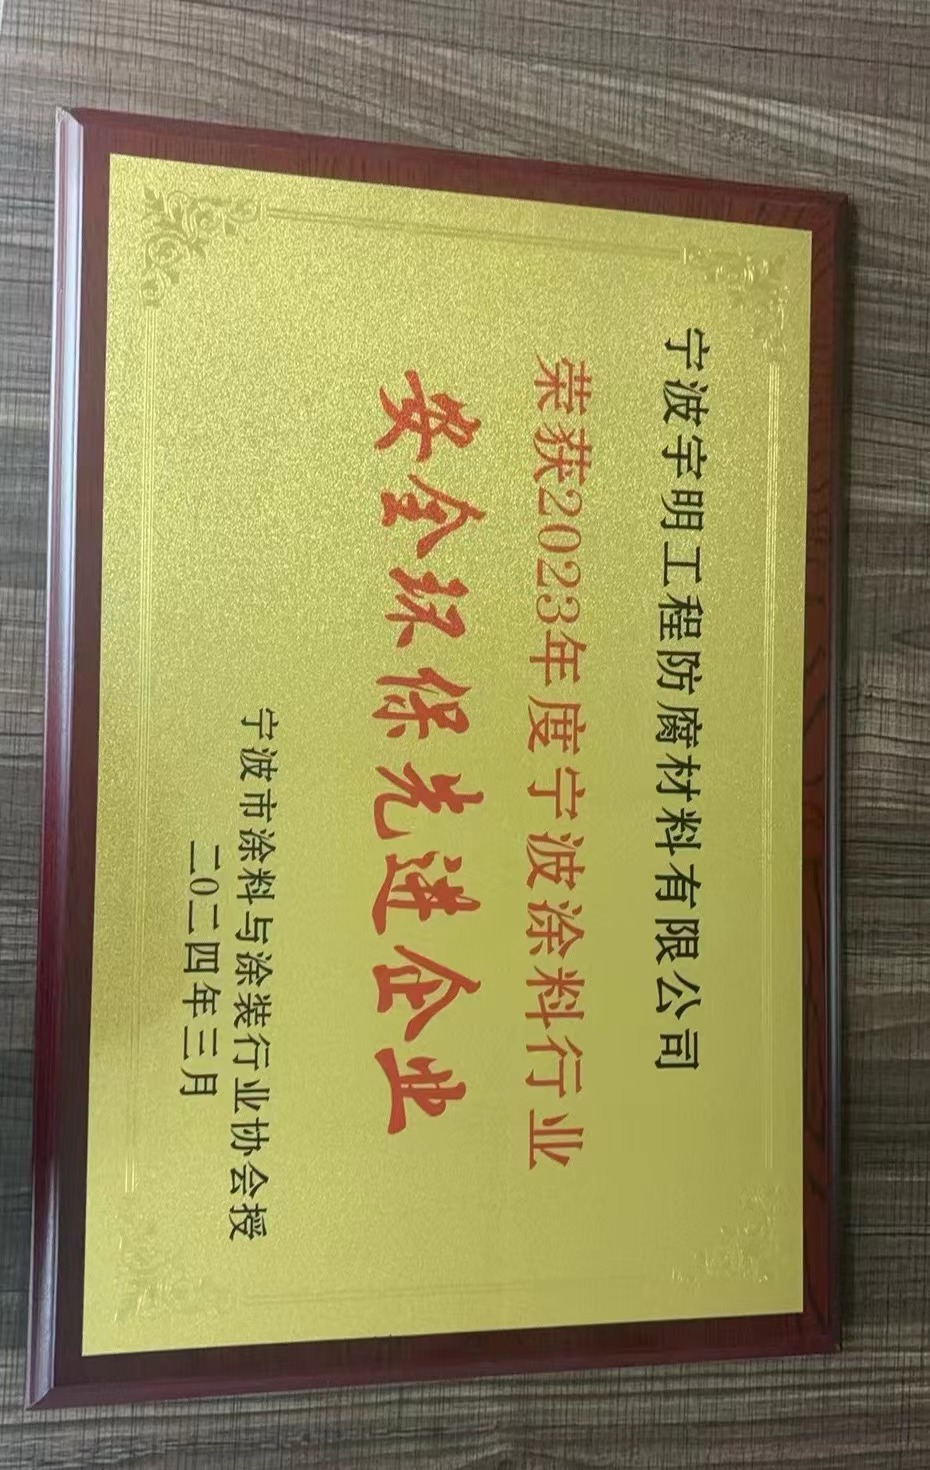 宁波宇明工程防腐材料有限公司
荣获2023年度宁波涂料行业
安全环保先进企业
宁波市涂料与涂装行业协会授
二0二四年三月